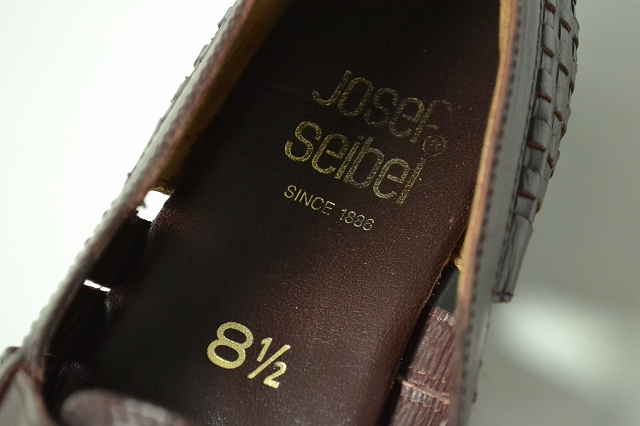 Josef
Seibel®
SINCE 1886
8½